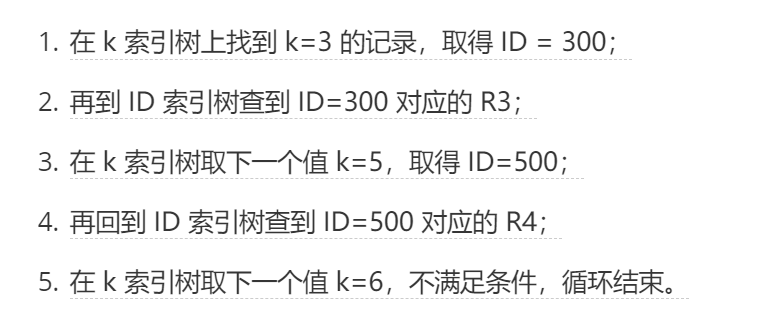 1. 在 k 索引树上找到 k=3 的记录，取得 ID = 300；
2. 再到 ID 索引树查到 ID=300 对应的 R3；
3. 在 k 索引树取下一个值 k=5，取得 ID=500；
4. 再回到 ID 索引树查到 ID=500 对应的 R4；
5. 在 k 索引树取下一个值 k=6，不满足条件，循环结束。